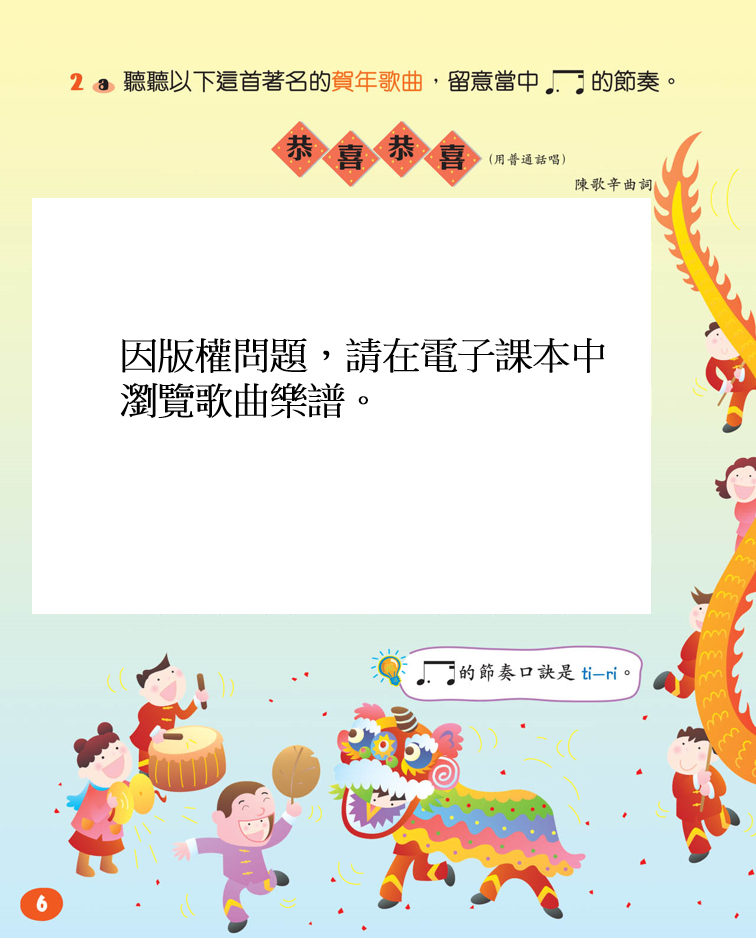 2 a 聽聽以下這首著名的賀年歌曲，留意當中 的節奏。
恭喜恭喜 (用普通話唱)
陳歌辛曲詞
因版權問題，請在電子課本中
瀏覽歌曲樂譜。
的節奏口訣是 ti–ri。
6